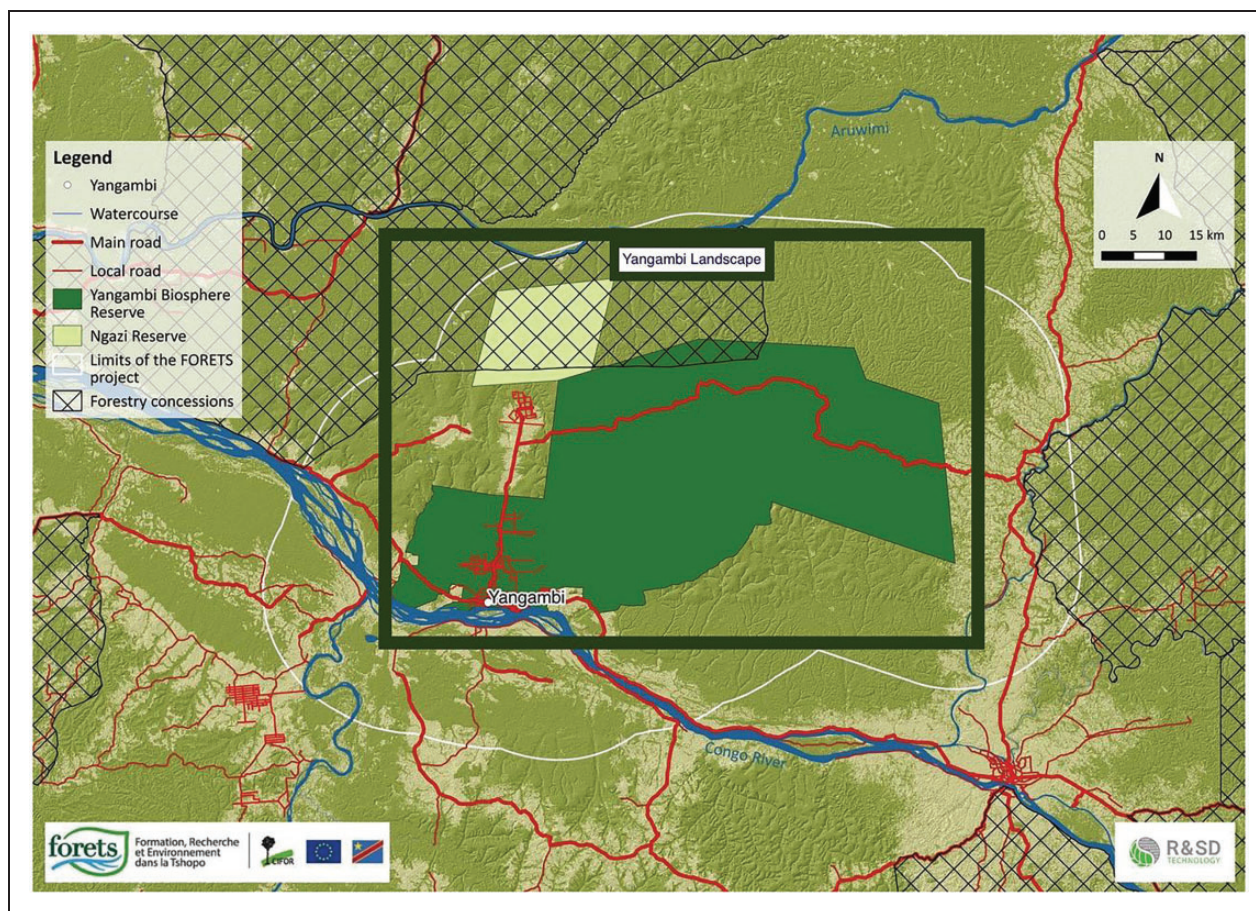 Aruwimi
Legend
Yangambi
Watercourse
Main road
Local road
Yangambi Biosphere
Reserve
Ngazi Reserve
Limits of the FORETS
project
Forestry concessions
N
0 5 10 15 km
Yangambi Landscape
Yangambi
Congo River
forets
Formation, Recherche
et Environnement
dans la Tshopo
CIFOR
R&SD
TECHNOLOGY